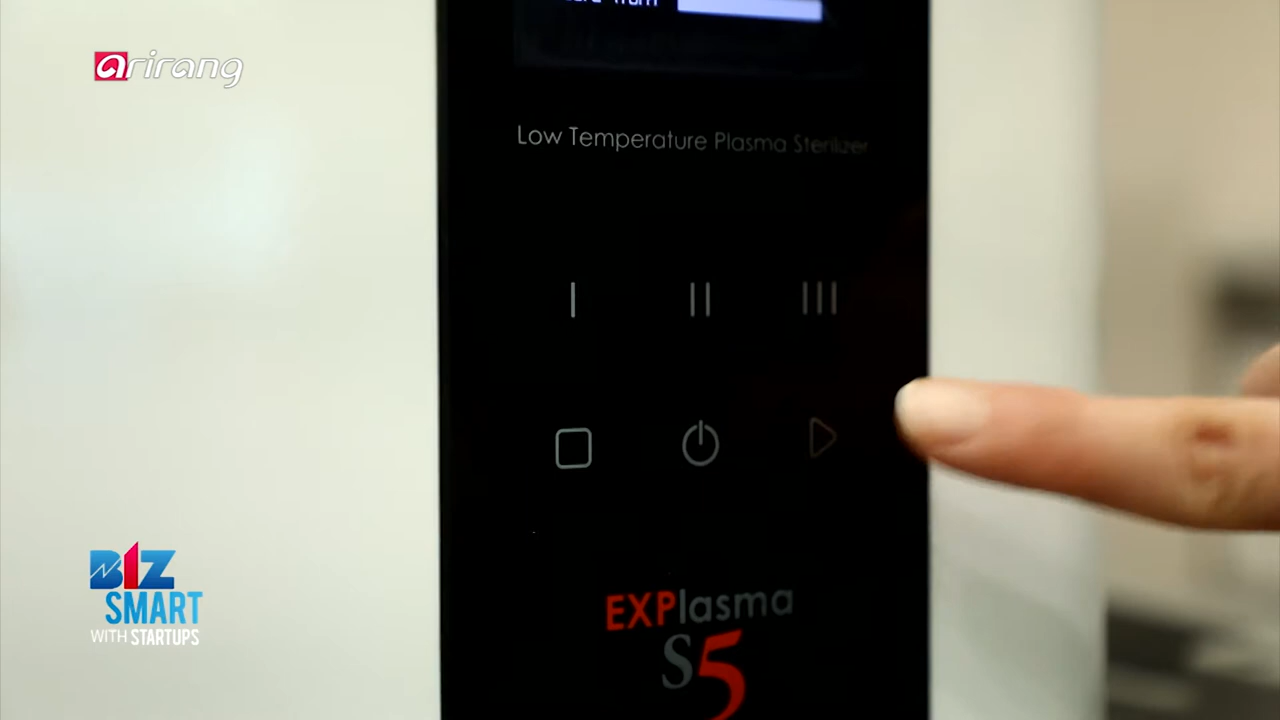 arirang
Low Temperature Plasma Sterilizer
I II III
EXPlasma
S5
BIZ
SMART
WITH STARTUPS